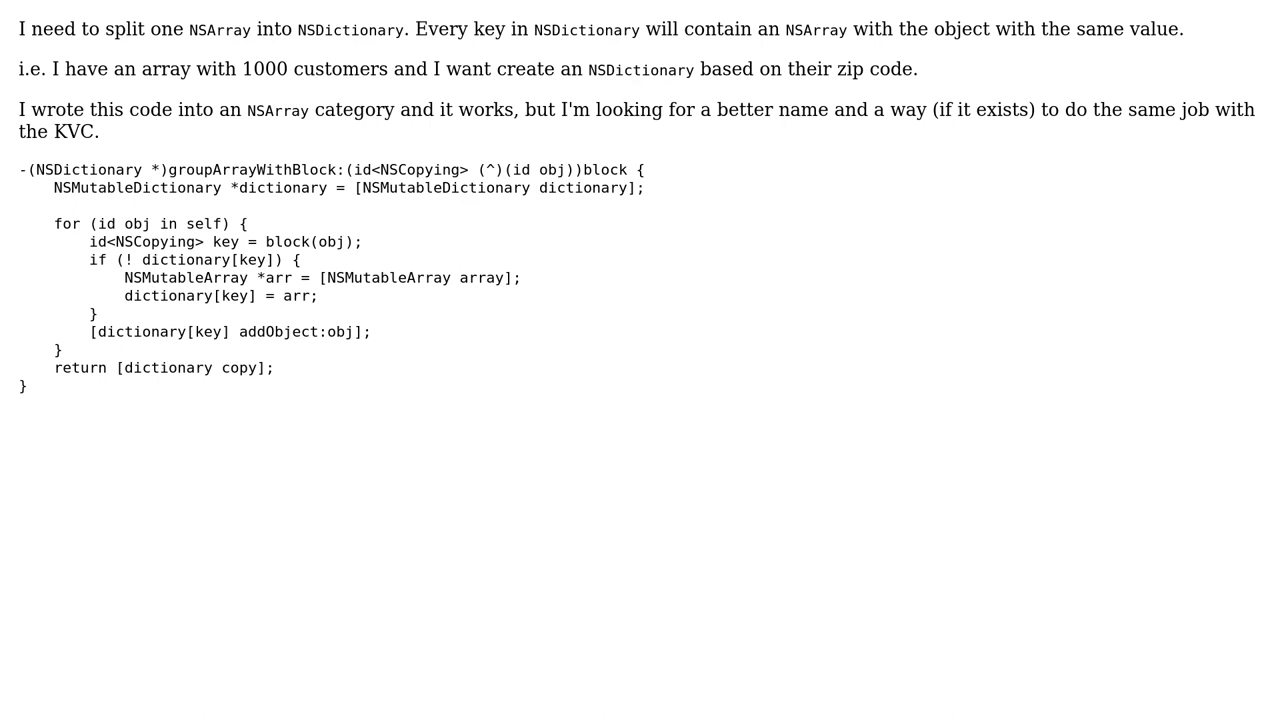 I need to split one NSArray into NSDictionary. Every key in NSDictionary will contain an NSArray with the object with the same value.
i.e. I have an array with 1000 customers and I want create an NSDictionary based on their zip code.
I wrote this code into an NSArray category and it works, but I'm looking for a better name and a way (if it exists) to do the same job with
the KVC.
-(NSDictionary *)groupArrayWithBlock:(id<NSCopying> (^)(id obj))block {
    NSMutableDictionary *dictionary = [NSMutableDictionary dictionary];
    for (id obj in self) {
        id<NSCopying> key = block(obj);
        if (! dictionary[key]) {
            NSMutableArray *arr = [NSMutableArray array];
            dictionary[key] = arr;
        }
        [dictionary[key] addObject:obj];
    }
    return [dictionary copy];
}